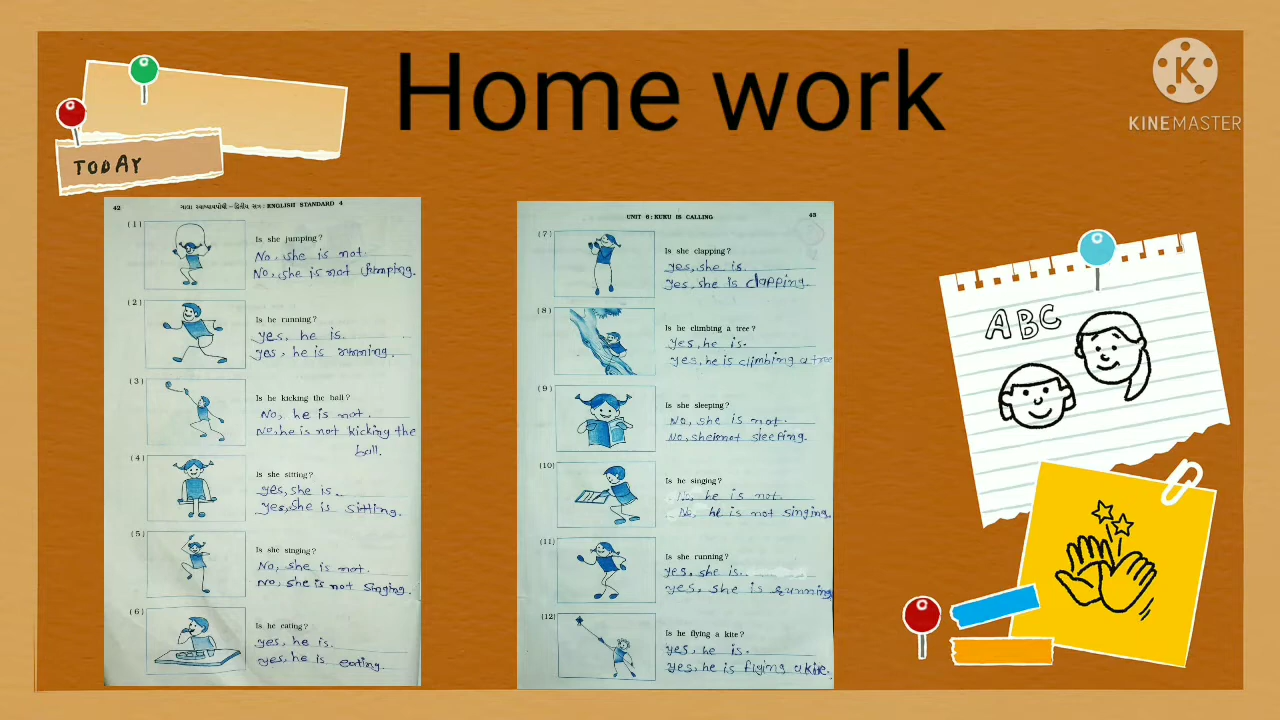 Home work
KINEMASTER
TODAY
ABC
42 ગાલા સ્વાધ્યાયપોથી – દ્વિતીય સત્ર : ENGLISH STANDARD 4
(1)
Is she jumping?
No, she is not.
No, she is not jumping.
(2)
Is he running?
yes, he is.
yes, he is running.
(3)
Is he kicking the ball?
No, he is not.
No, he is not kicking the
ball.
(4)
Is she sitting?
yes, she is.
yes, she is sitting.
(5)
Is she singing?
No, she is not.
No, she is not singing.
(6)
Is he eating?
yes, he is.
yes, he is eating.
UNIT 6 : KUKU IS CALLING 43
(7)
Is she clapping?
yes, she is.
yes, she is clapping.
(8)
Is he climbing a tree?
Yes, he is.
yes, he is climbing a tree
(9)
Is she sleeping?
No, she is not.
No, she is not sleeping.
(10)
Is he singing?
No, he is not.
No, he is not singing.
(11)
Is she running?
yes, she is.
yes, she is running
(12)
Is he flying a kite?
yes, he is.
Yes, he is flying a kite.